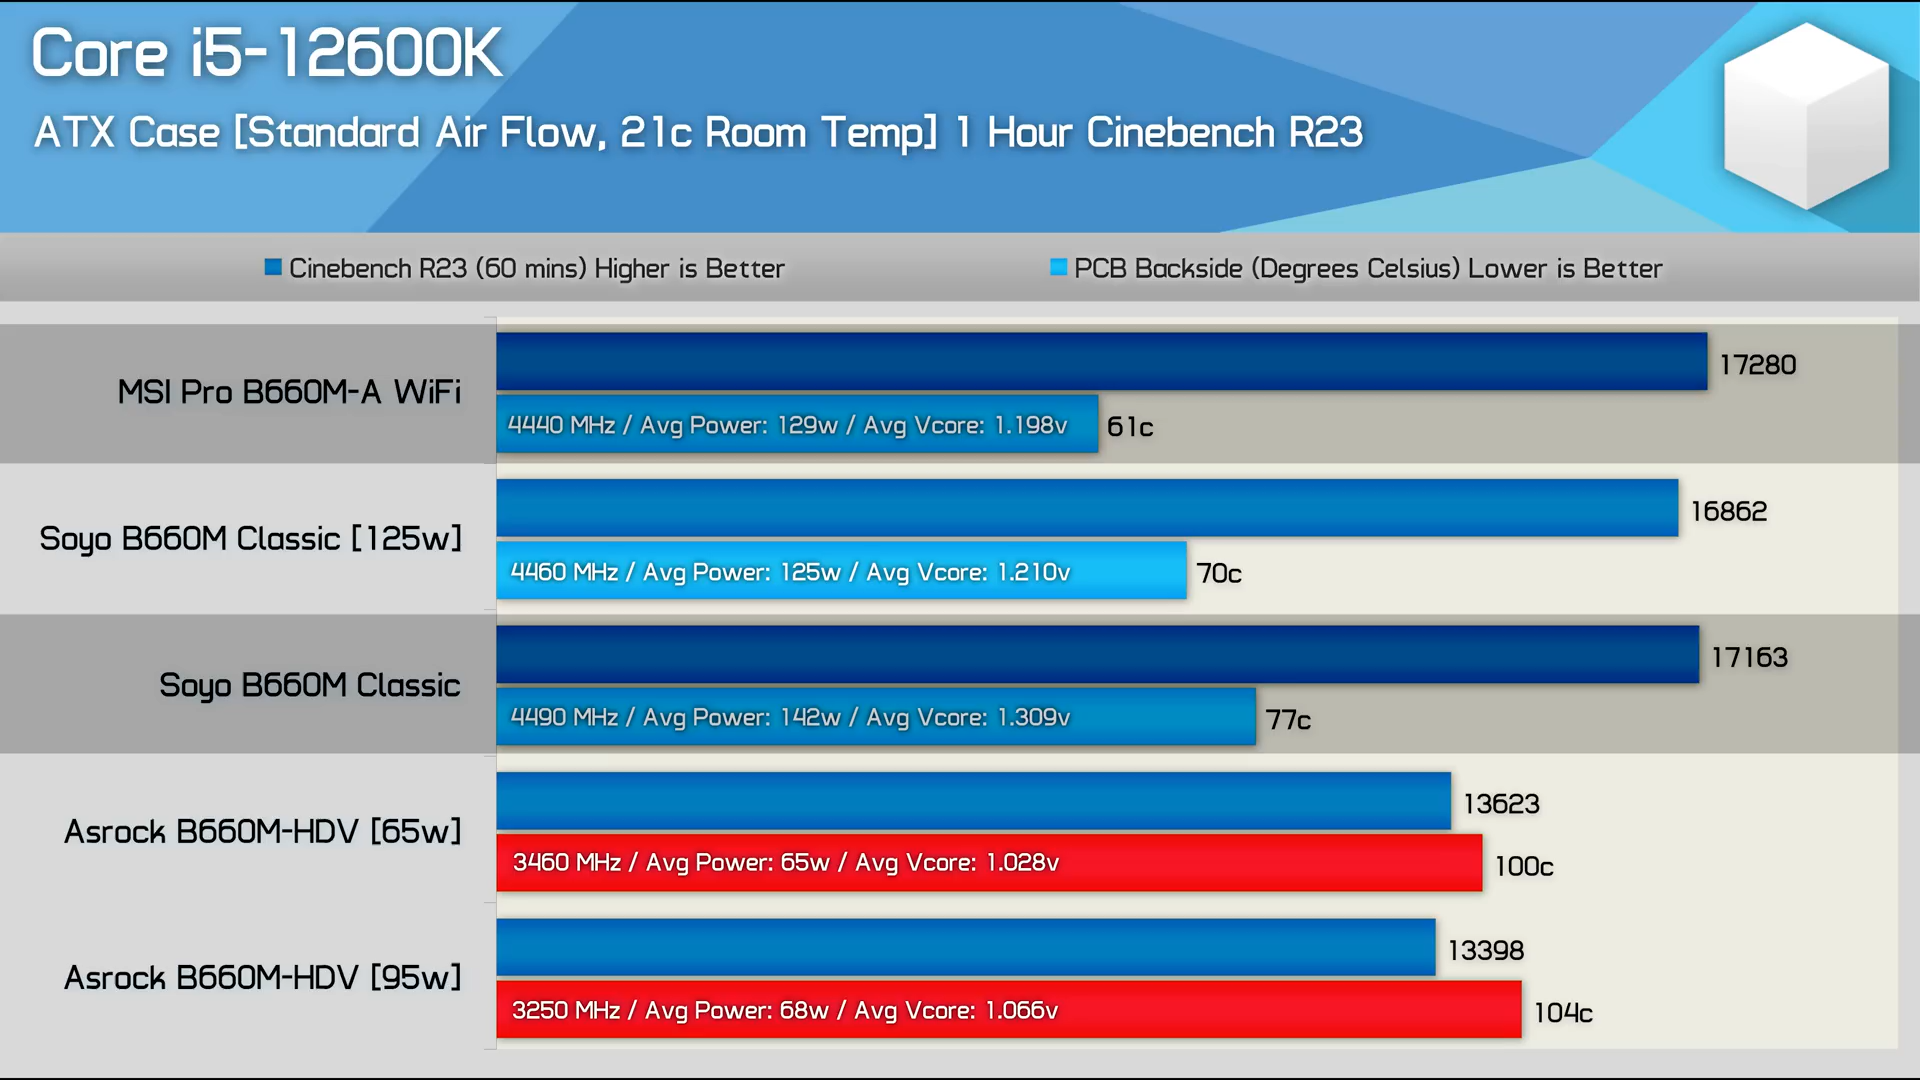 Core i5-12600K
ATX Case [Standard Air Flow, 21c Room Temp] 1 Hour Cinebench R23
Cinebench R23 (60 mins) Higher is Better
PCB Backside (Degrees Celsius) Lower is Better
MSI Pro B660M-A WiFi
17280
4440 MHz / Avg Power: 129w / Avg Vcore: 1.198v
61c
Soyo B660M Classic [125w]
16862
4460 MHz / Avg Power: 125w / Avg Vcore: 1.210v
70c
Soyo B660M Classic
17163
4490 MHz / Avg Power: 142w / Avg Vcore: 1.309v
77c
Asrock B660M-HDV [65w]
13623
3460 MHz / Avg Power: 65w / Avg Vcore: 1.028v
100c
Asrock B660M-HDV [95w]
13398
3250 MHz / Avg Power: 68w / Avg Vcore: 1.066v
104c